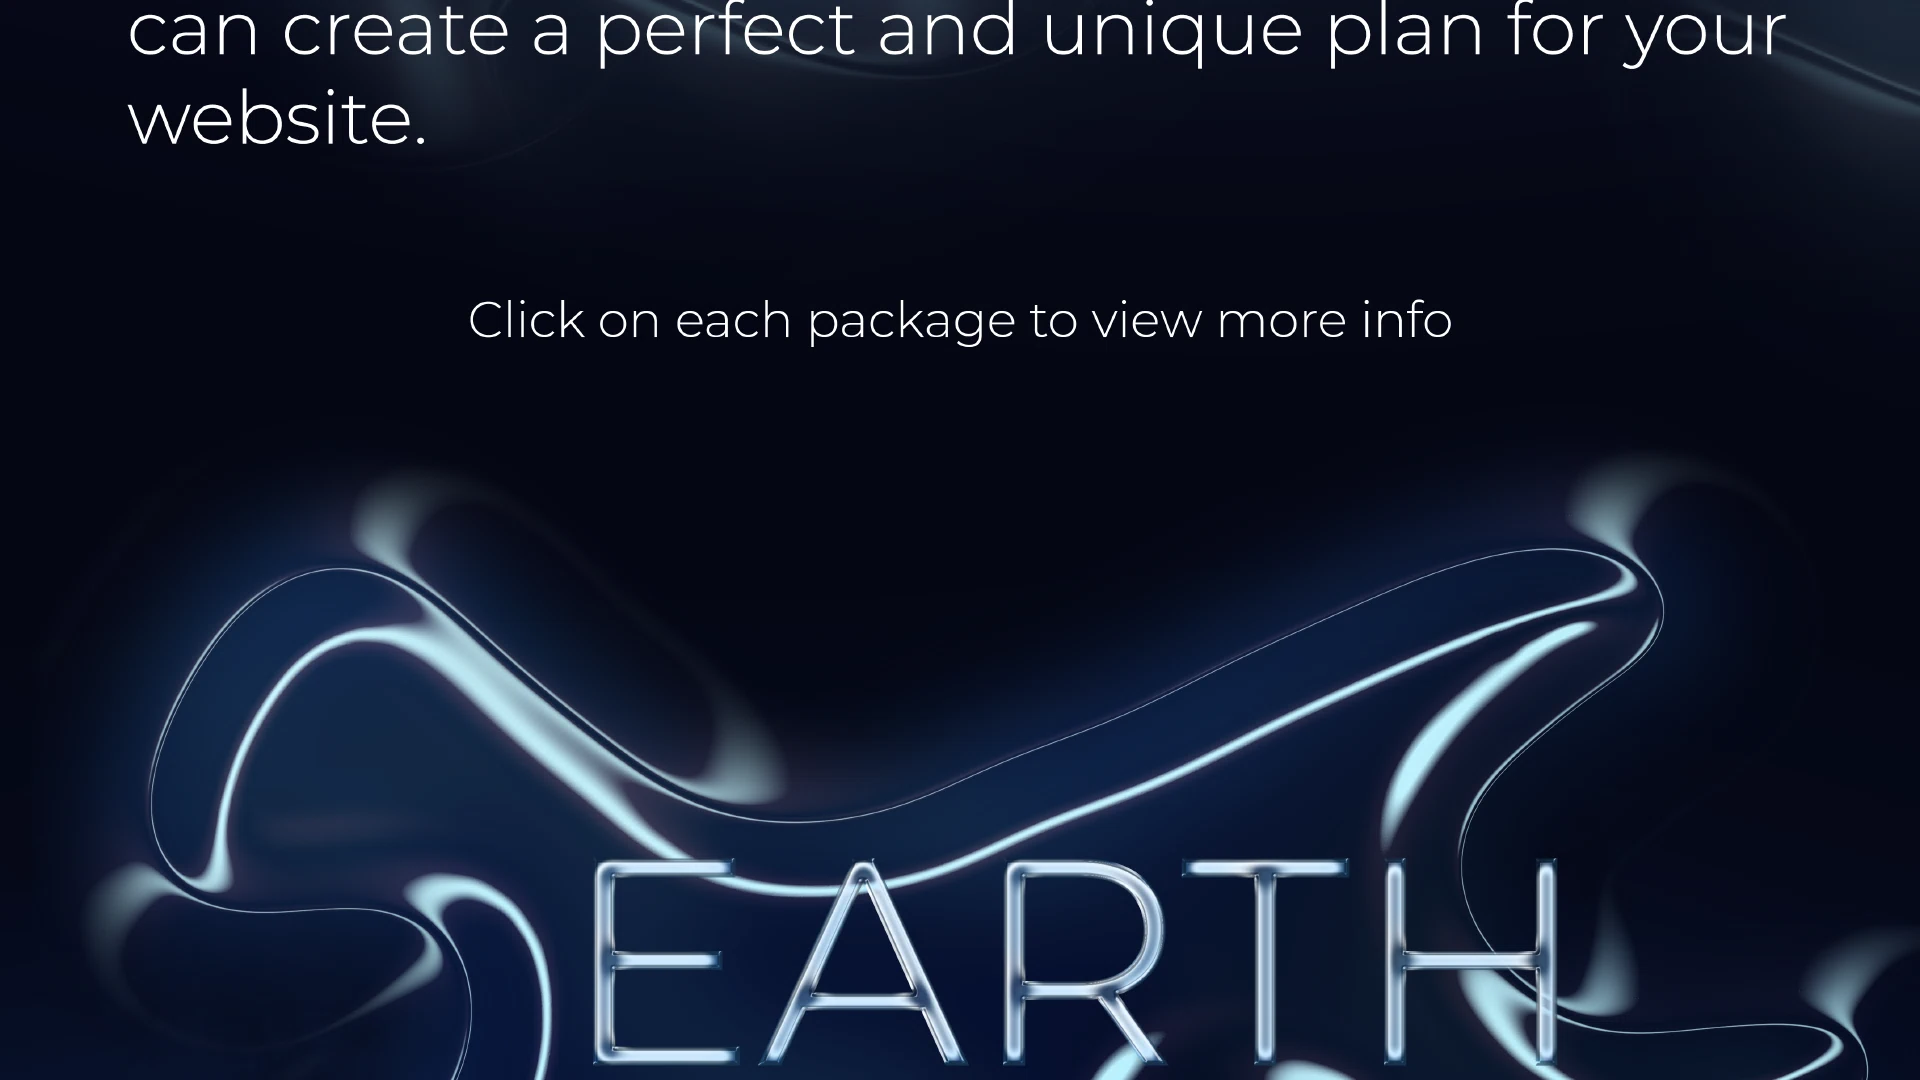 can create a perfect and unique plan for your
website.
Click on each package to view more info
EARTH